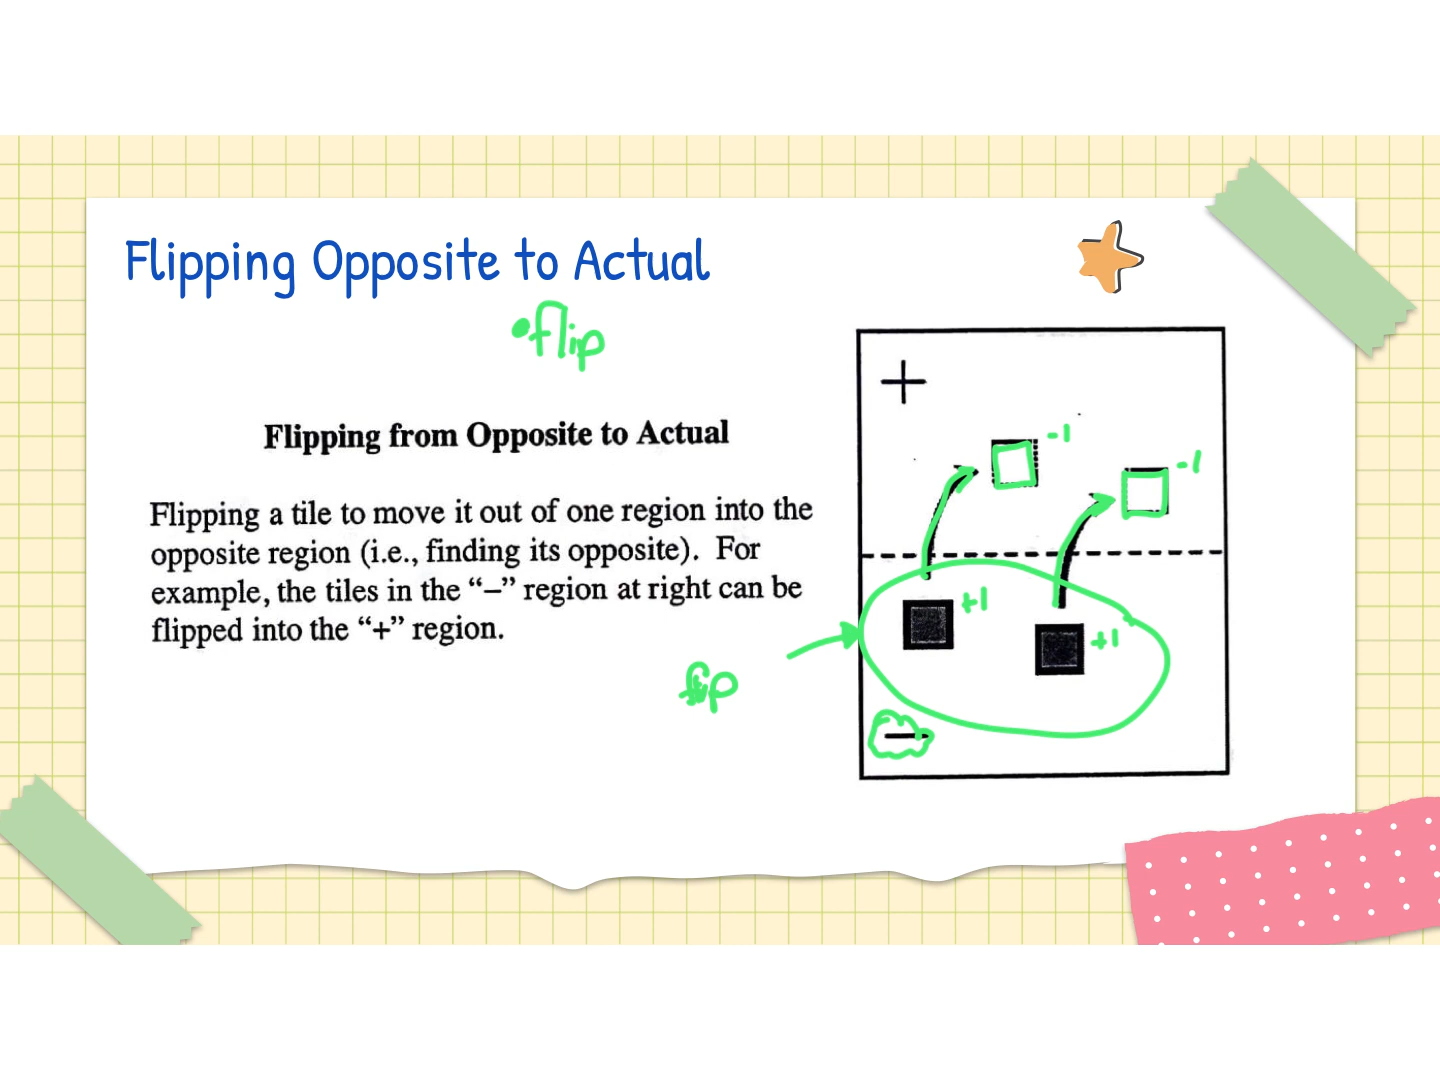 Flipping Opposite to Actual
•flip
Flipping from Opposite to Actual
Flipping a tile to move it out of one region into the
opposite region (i.e., finding its opposite). For
example, the tiles in the “–” region at right can be
flipped into the “+” region.
flip
+
-1
-1
+1
+1
–